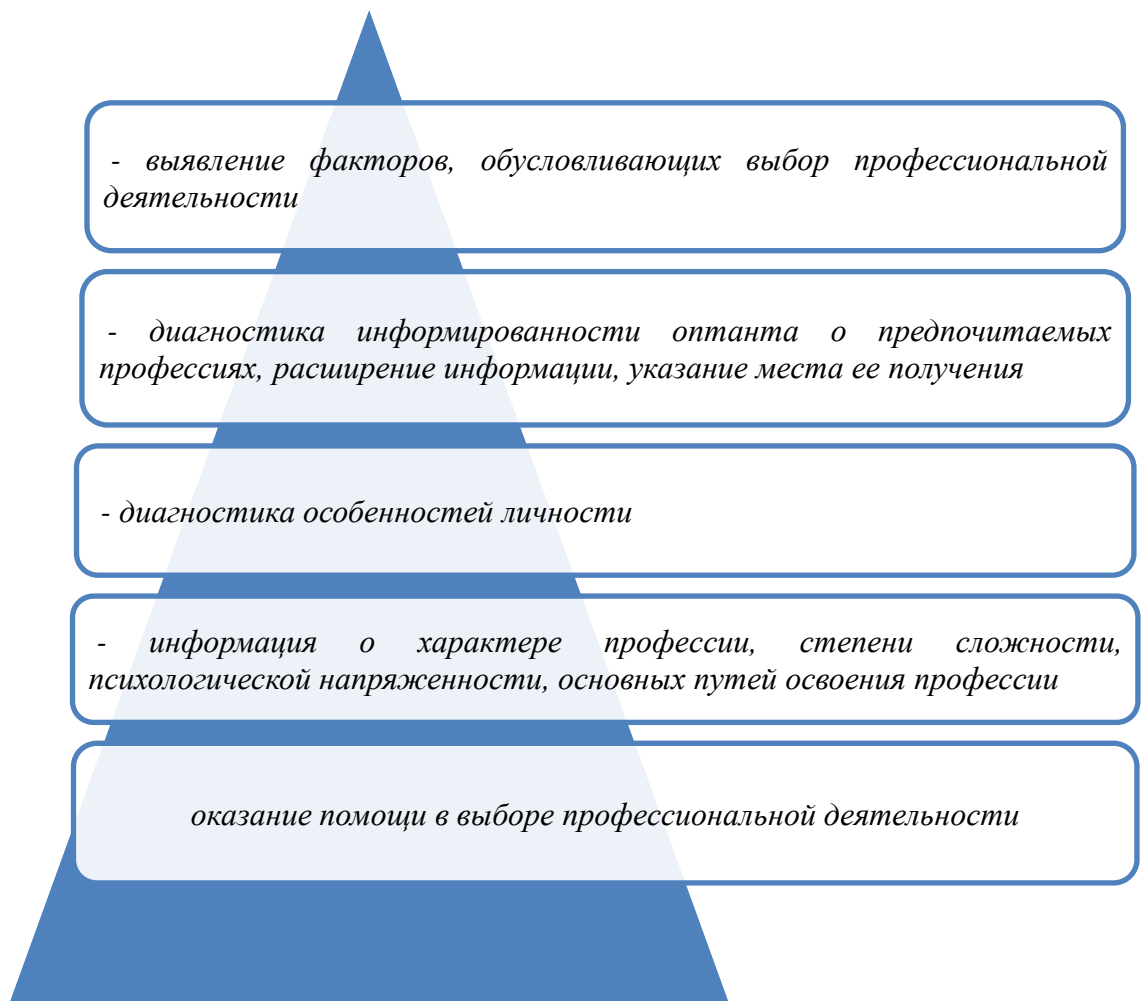 - выявление факторов, обусловливающих выбор профессиональной
деятельности
- диагностика информированности оптанта о предпочитаемых
профессиях, расширение информации, указание места ее получения
- диагностика особенностей личности
- информация о характере профессии, степени сложности,
психологической напряженности, основных путей освоения профессии
оказание помощи в выборе профессиональной деятельности